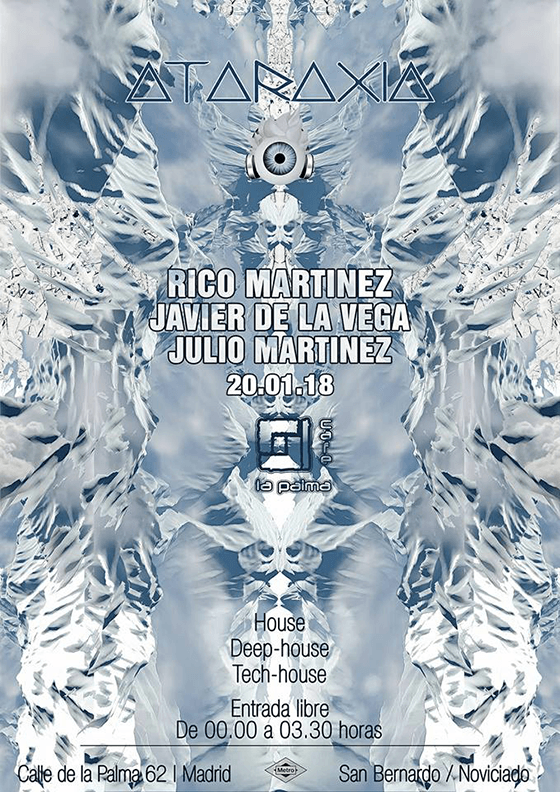 ATARAXIA
RICO MARTINEZ
JAVIER DE LA VEGA
JULIO MARTINEZ
20.01.18
cafe
la palma
House
Deep-house
Tech-house
Entrada libre
De 00.00 a 03.30 horas
Calle de la Palma 62 | Madrid
Metro
San Bernardo / Noviciado